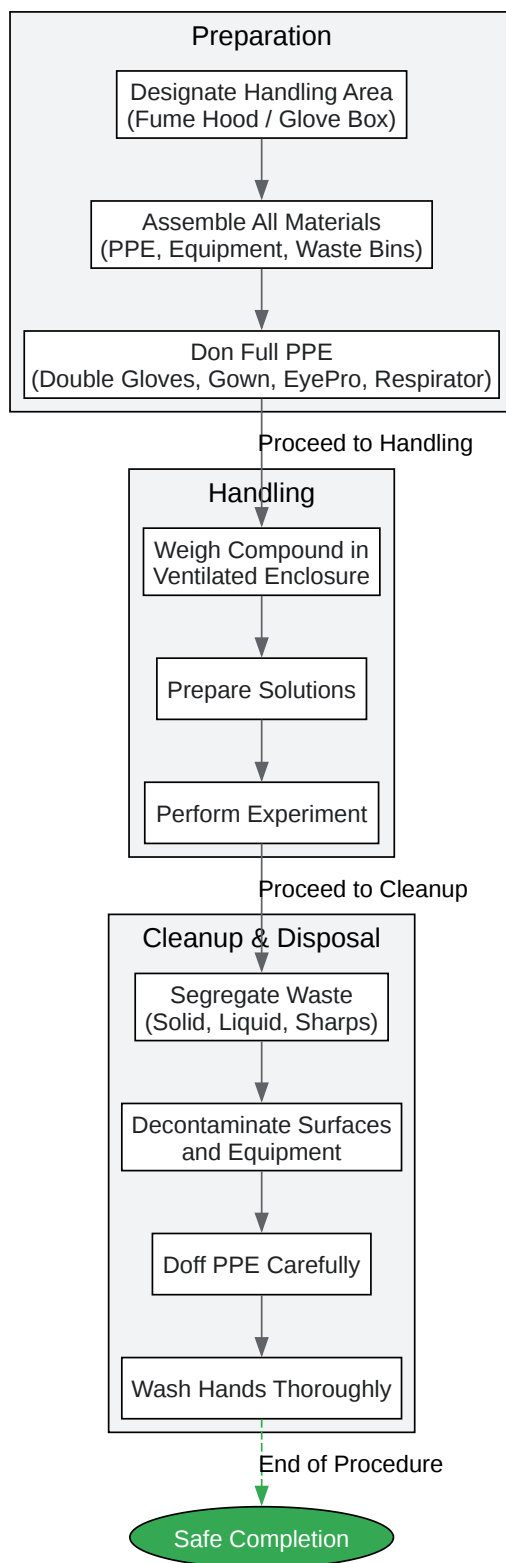 Preparation
Designate Handling Area
(Fume Hood / Glove Box)
Assemble All Materials
(PPE, Equipment, Waste Bins)
Don Full PPE
(Double Gloves, Gown, EyePro, Respirator)
Proceed to Handling
Handling
Weigh Compound in
Ventilated Enclosure
Prepare Solutions
Perform Experiment
Proceed to Cleanup
Cleanup & Disposal
Segregate Waste
(Solid, Liquid, Sharps)
Decontaminate Surfaces
and Equipment
Doff PPE Carefully
Wash Hands Thoroughly
End of Procedure
Safe Completion